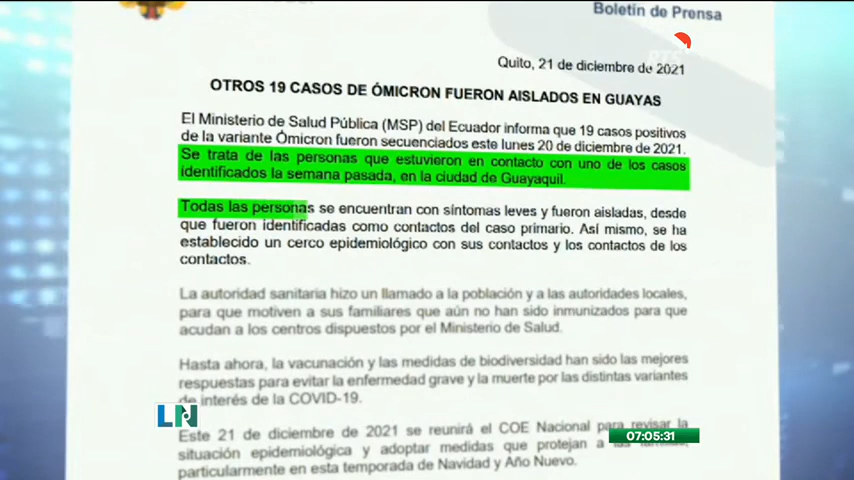 Boletín de Prensa
RTS
Quito, 21 de diciembre de 2021
OTROS 19 CASOS DE ÓMICRON FUERON AISLADOS EN GUAYAS
El Ministerio de Salud Pública (MSP) del Ecuador informa que 19 casos positivos
de la variante Ómicron fueron secuenciados este lunes 20 de diciembre de 2021.
Se trata de las personas que estuvieron en contacto con uno de los casos
identificados la semana pasada, en la ciudad de Guayaquil.
Todas las personas se encuentran con síntomas leves y fueron aisladas, desde
que fueron identificadas como contactos del caso primario. Así mismo, se ha
establecido un cerco epidemiológico con sus contactos y los contactos de los
contactos.
La autoridad sanitaria hizo un llamado a la población y a las autoridades locales,
para que motiven a sus familiares que aún no han sido inmunizados para que
acudan a los centros dispuestos por el Ministerio de Salud.
Hasta ahora, la vacunación y las medidas de biodiversidad han sido las mejores
respuestas para evitar la enfermedad grave y la muerte por las distintas variantes
de interés de la COVID-19.
LN
Este 21 de diciembre de 2021 se reunirá el COE Nacional para revisar la
07:05:31
situación epidemiológica y adoptar medidas que protejan a
particularmente en esta temporada de Navidad y Año Nuevo.